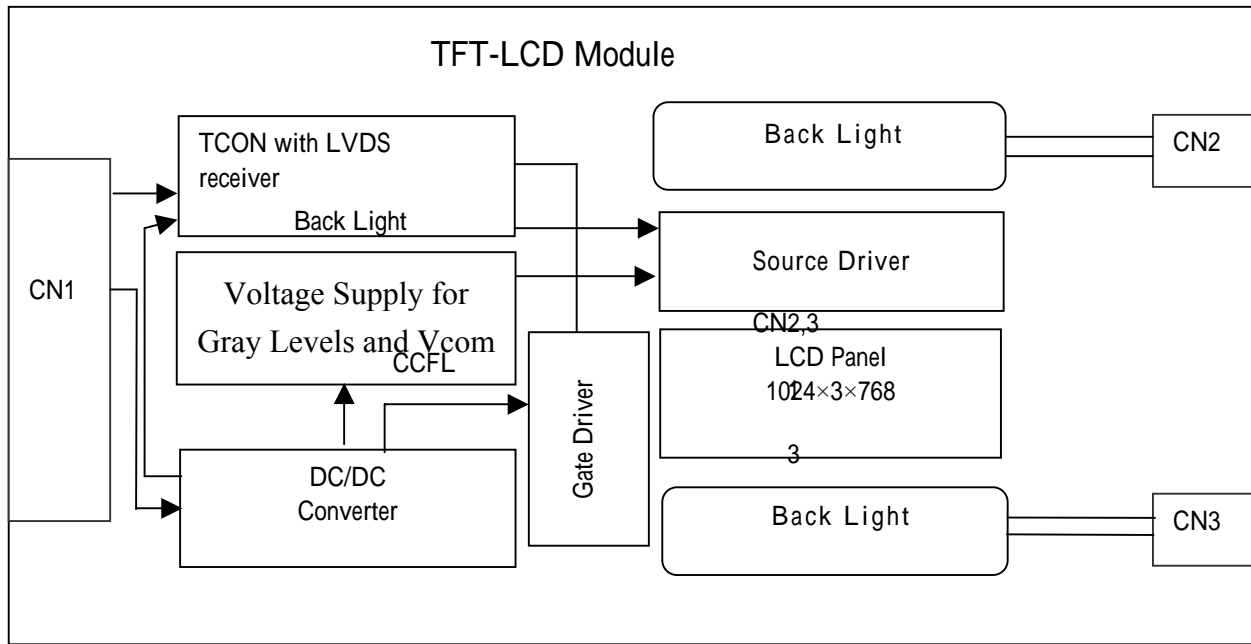 TFT-LCD Module
TCON with LVDS
receiver
Back Light
Back Light
CN2
CN1
Voltage Supply for
Gray Levels and Vcom
CCFL
Source Driver
CN2,3
LCD Panel
1024×3×768
1
3
Gate Driver
DC/DC
Converter
Back Light
CN3